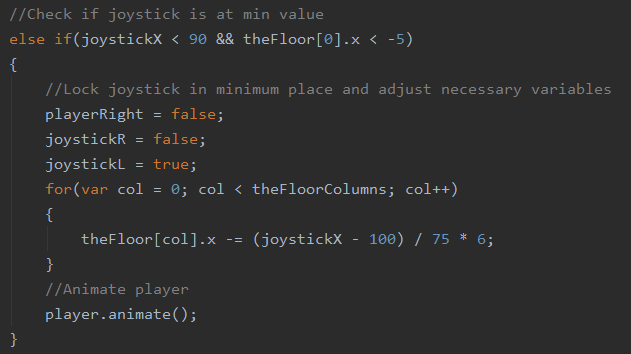 //Check if joystick is at min value
else if(joystickX < 90 && theFloor[0].x < -5)
{
//Lock joystick in minimum place and adjust necessary variables
playerRight = false;
joystickR = false;
joystickL = true;
for(var col = 0; col < theFloorColumns; col++)
{
theFloor[col].x -= (joystickX - 100) / 75 * 6;
}
//Animate player
player.animate();
}